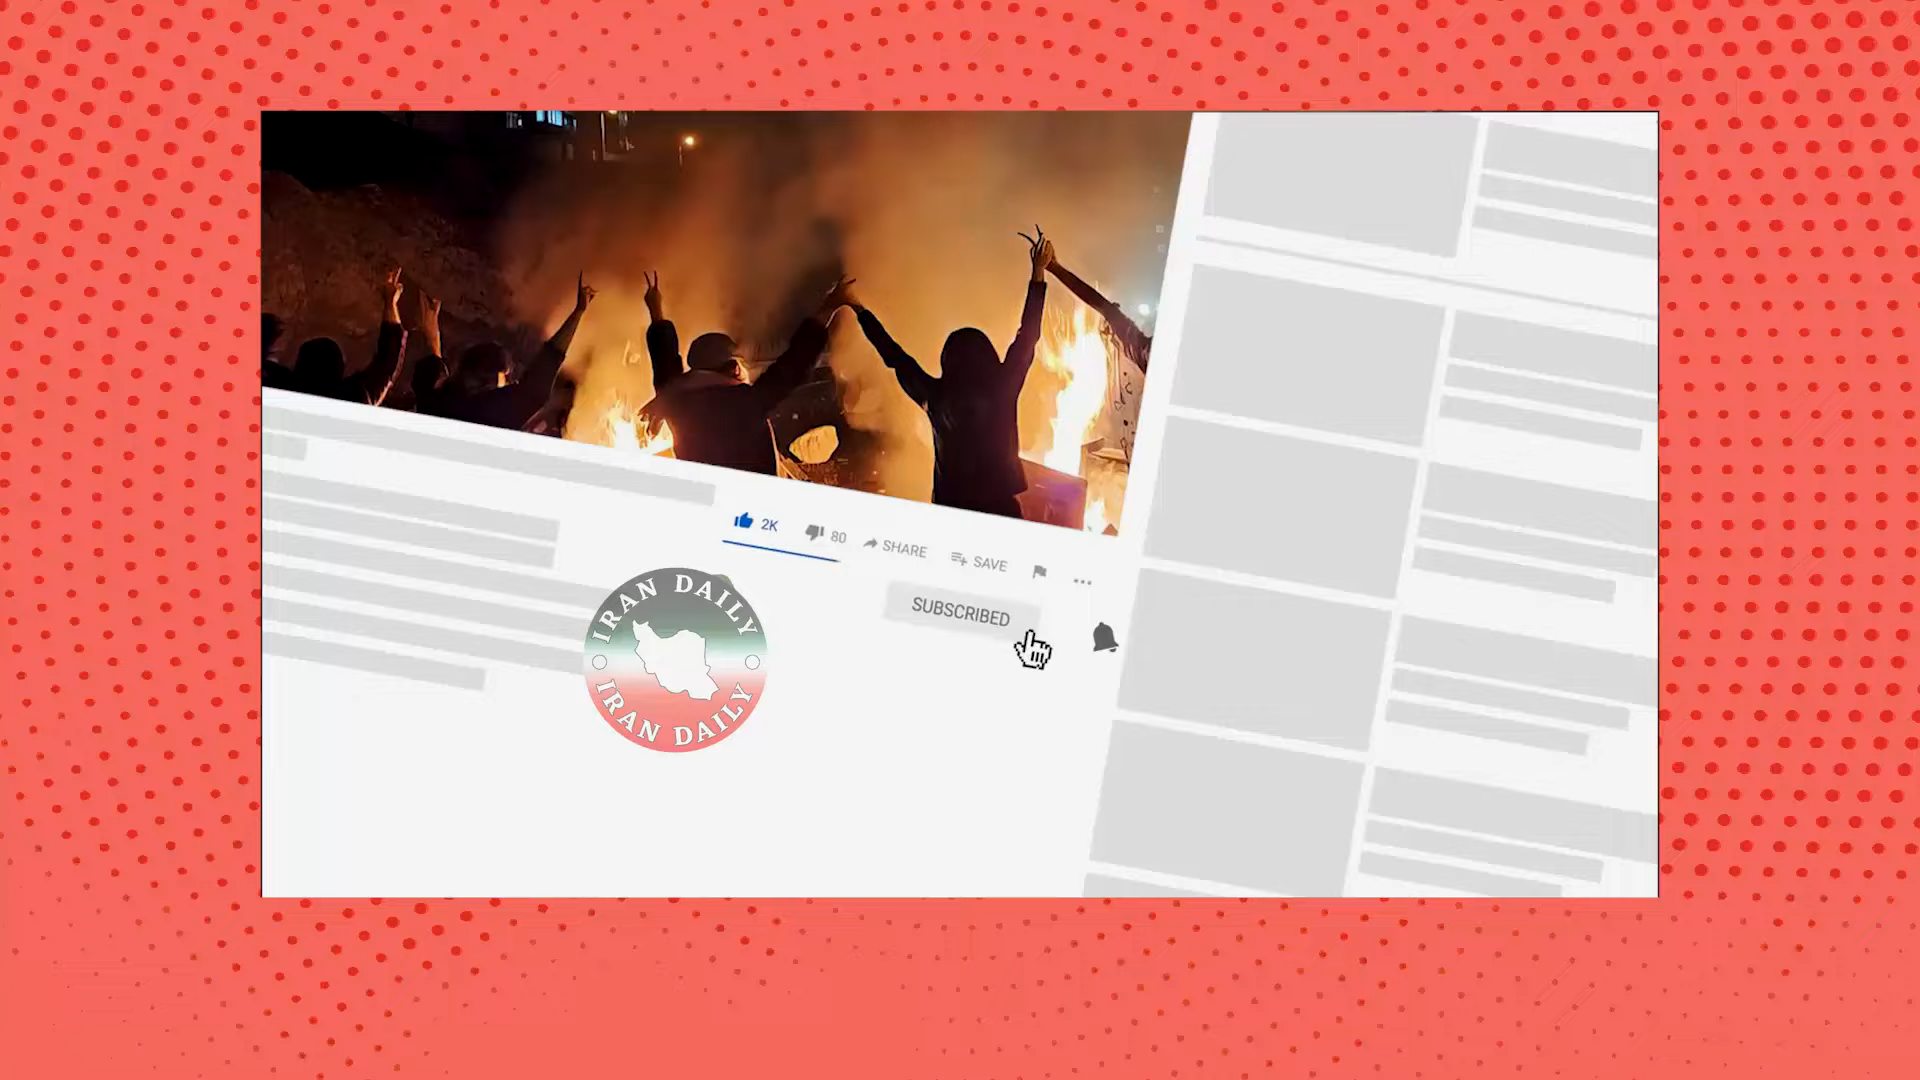 2K
80
SHARE
SAVE
SUBSCRIBED
IRAN DAILY
IRAN DAILY